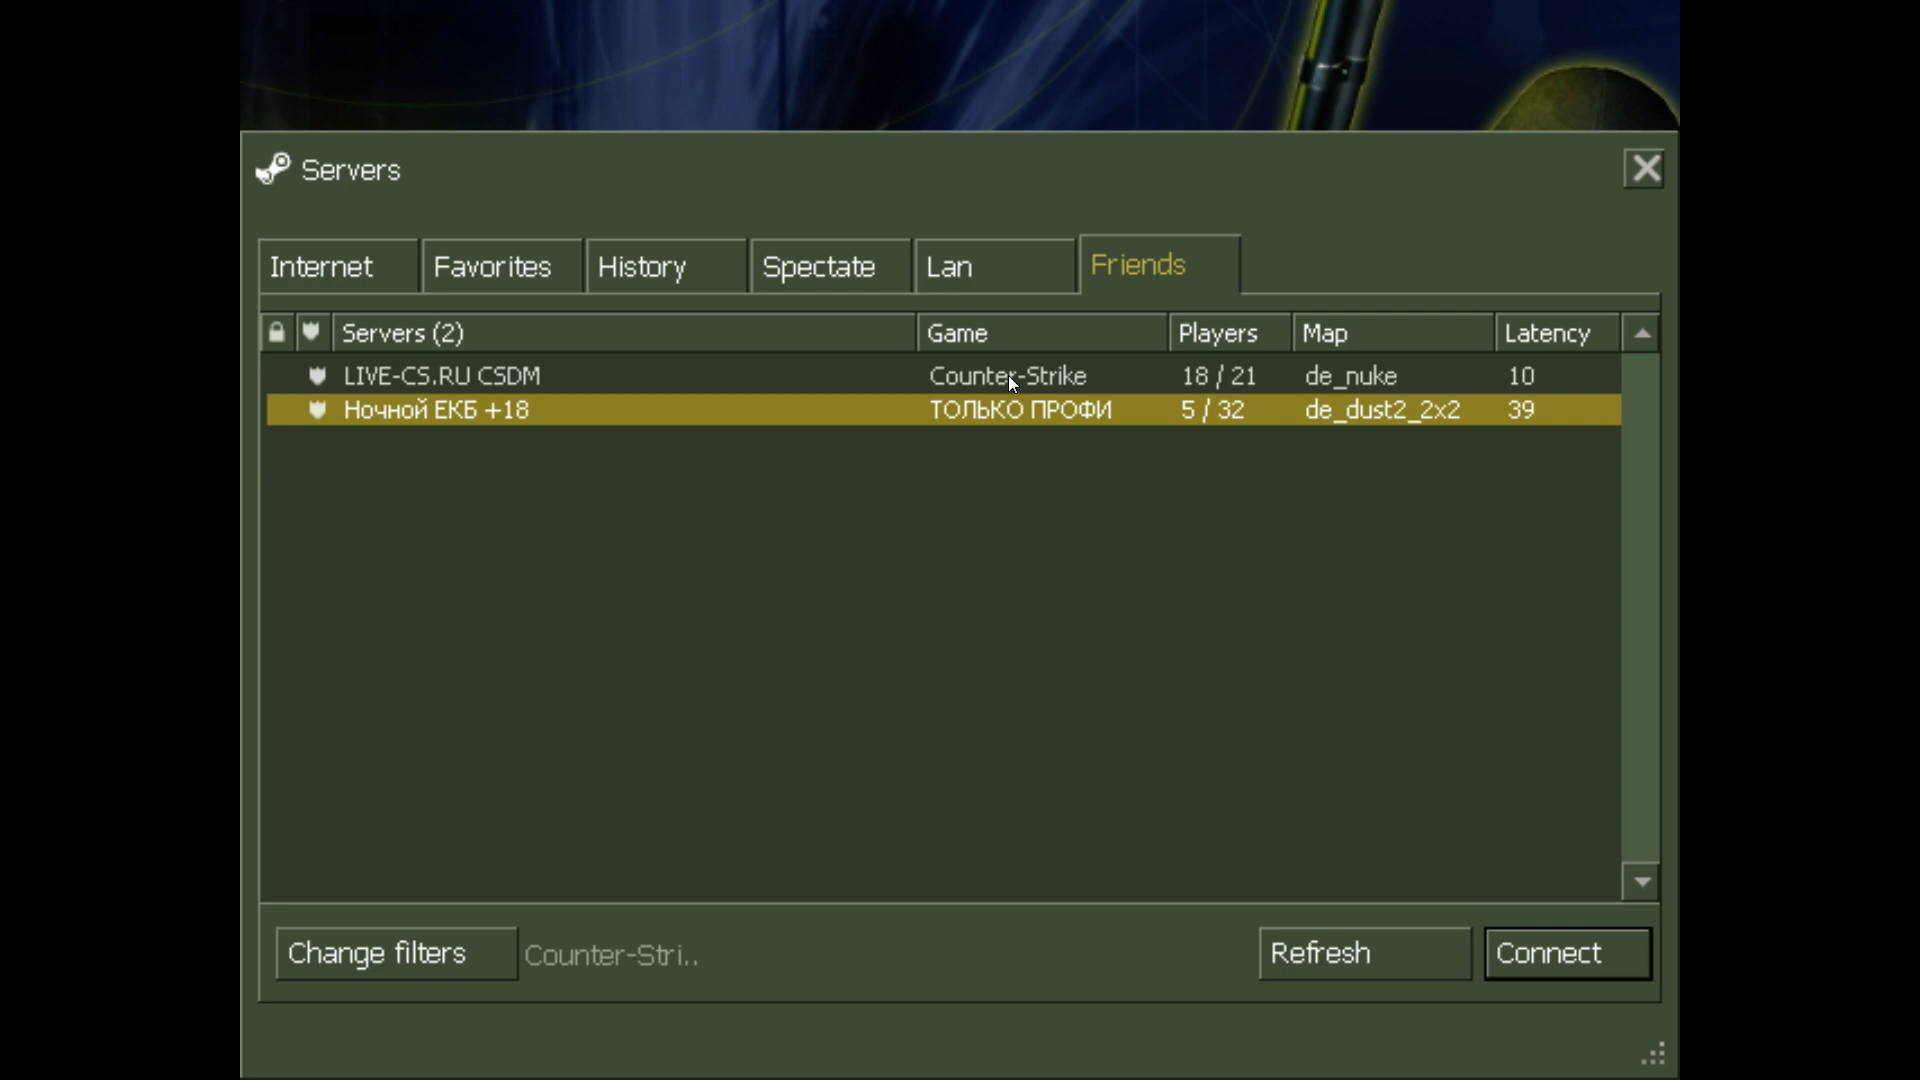 Servers
Internet Favorites History Spectate Lan Friends
Servers (2) Game Players Map Latency
LIVE-CS.RU CSDM Counter-Strike 18 / 21 de_nuke 10
Ночной ЕКБ +18 ТОЛЬКО ПРОФИ 5 / 32 de_dust2_2x2 39
Change filters Counter-Stri.. Refresh Connect